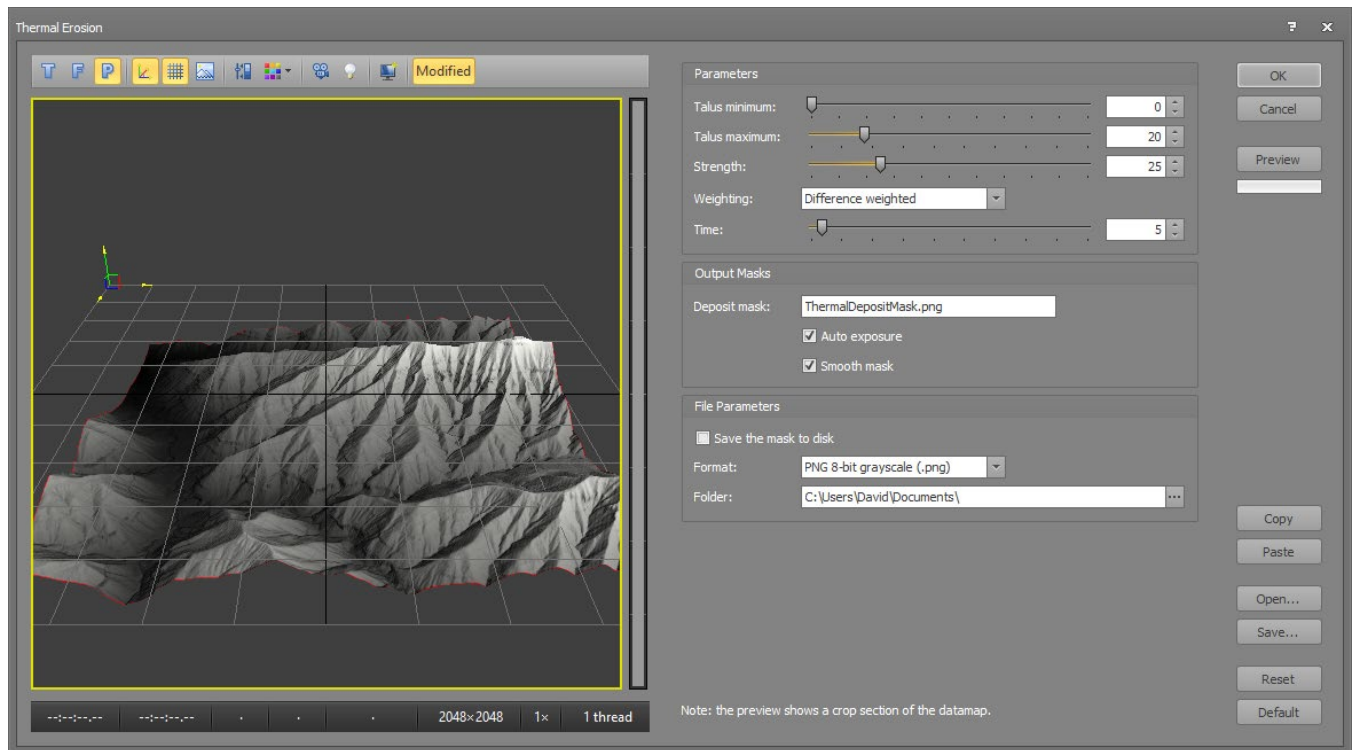 Thermal Erosion
T F P Modified
Parameters
Talus minimum: 0
Talus maximum: 20
Strength: 25
Weighting: Difference weighted
Time: 5
Output Masks
Deposit mask: ThermalDepositMask.png
Auto exposure
Smooth mask
File Parameters
Save the mask to disk
Format: PNG 8-bit grayscale (.png)
Folder: C:\Users\David\Documents\ ...
Note: the preview shows a crop section of the datamap.
--:--:--.-- --:--:--.-- . . . 2048×2048 1× 1 thread
OK
Cancel
Preview
Copy
Paste
Open...
Save...
Reset
Default